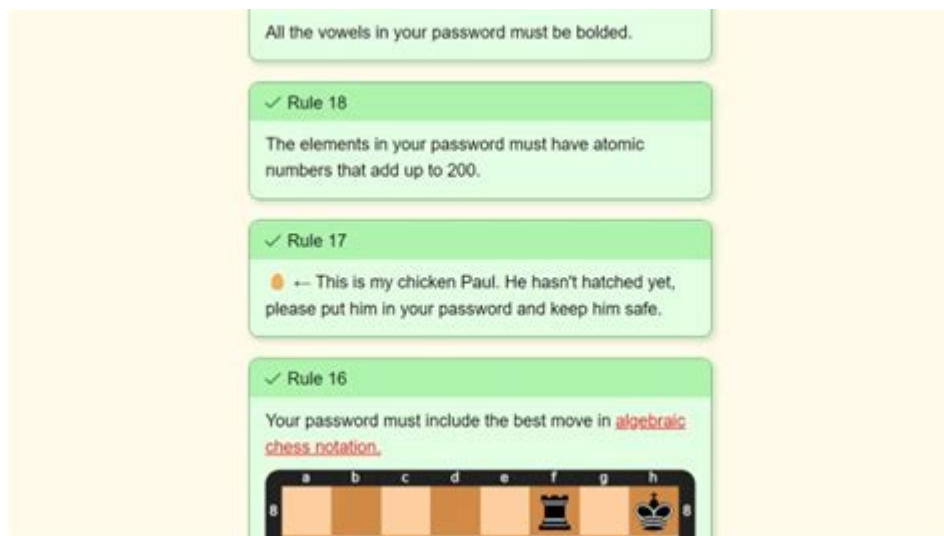 All the vowels in your password must be bolded.
✓ Rule 18
The elements in your password must have atomic
numbers that add up to 200.
✓ Rule 17
🥚 ← This is my chicken Paul. He hasn't hatched yet,
please put him in your password and keep him safe.
✓ Rule 16
Your password must include the best move in algebraic
chess notation.
a b c d e f g h
8 8